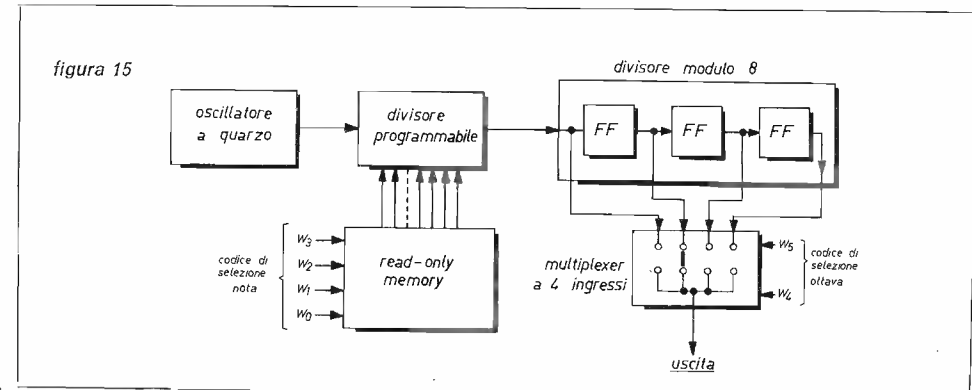 figura 15
oscillatore
a quarzo
divisore
programmabile
divisore modulo 8
FF
FF
FF
codice di
selezione
nota
W3
W2
W1
W0
read-only
memory
multiplexer
a 4 ingressi
W5
W4
codice di
selezione
ottava
uscita